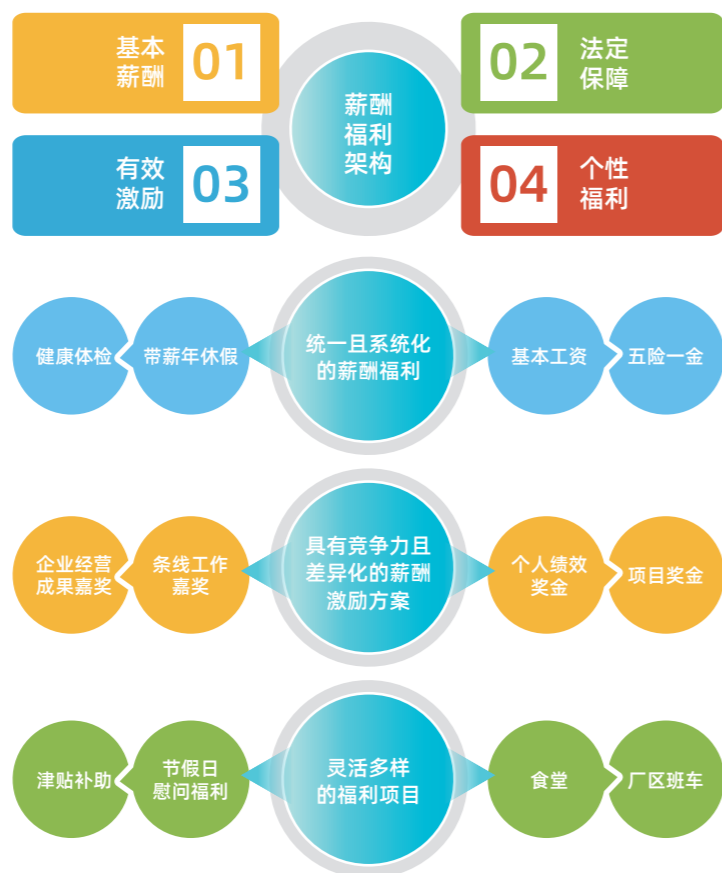 基本
薪酬
01
薪酬
福利
架构
02
法定
保障
有效
激励
03
04
个性
福利
健康体检
带薪年休假
统一且系统化
的薪酬福利
基本工资
五险一金
企业经营
成果嘉奖
条线工作
嘉奖
具有竞争力且
差异化的薪酬
激励方案
个人绩效
奖金
项目奖金
津贴补助
节假日
慰问福利
灵活多样
的福利项目
食堂
厂区班车